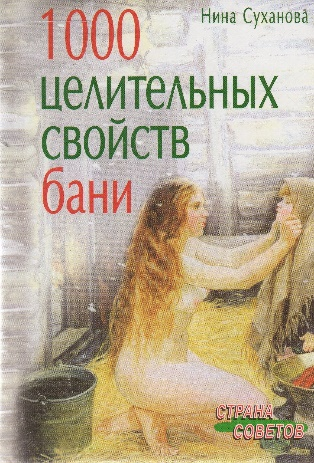 Нина Суханова
1000
целительных
свойств
бани
СТРАНА
СОВЕТОВ